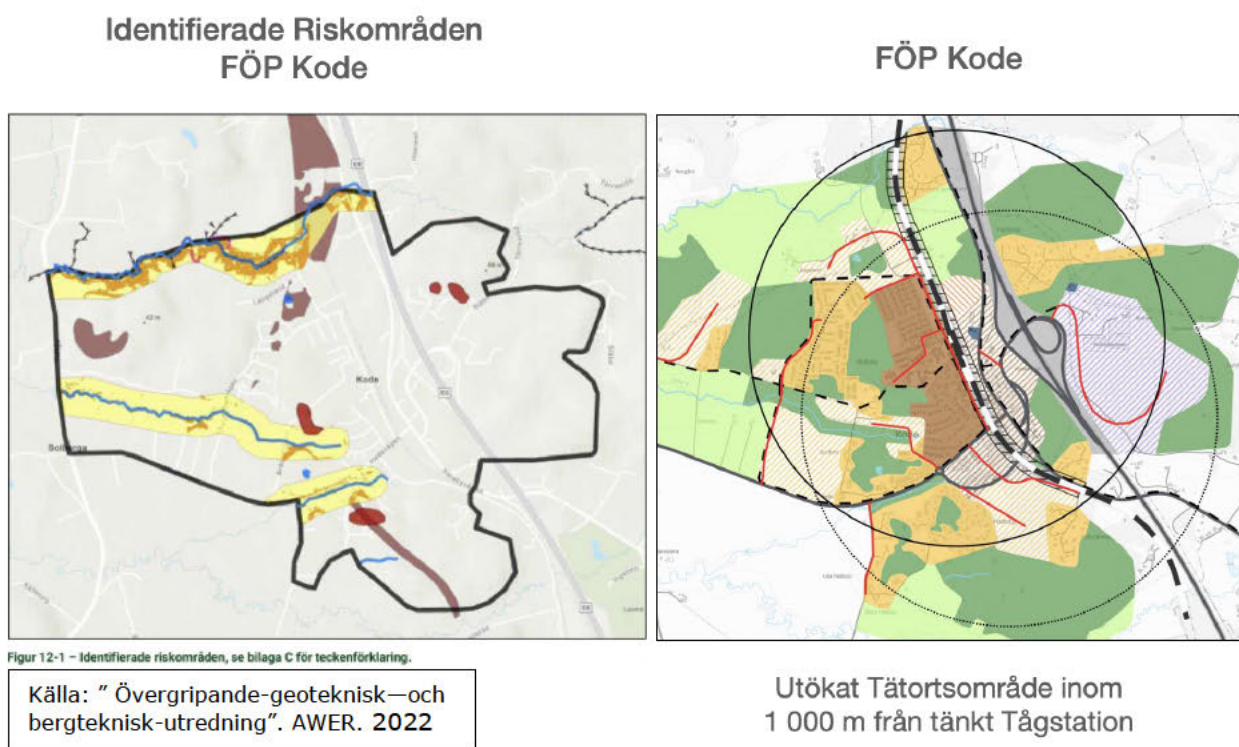 Identifierade Riskområden
FÖP Kode
FÖP Kode
Kode
Solberga
Figur 12-1 – Identifierade riskområden, se bilaga C för teckenförklaring.
Källa: ” Övergripande-geoteknisk—och
bergteknisk-utredning”. AWER. 2022
Utökat Tätortsområde inom
1 000 m från tänkt Tågstation